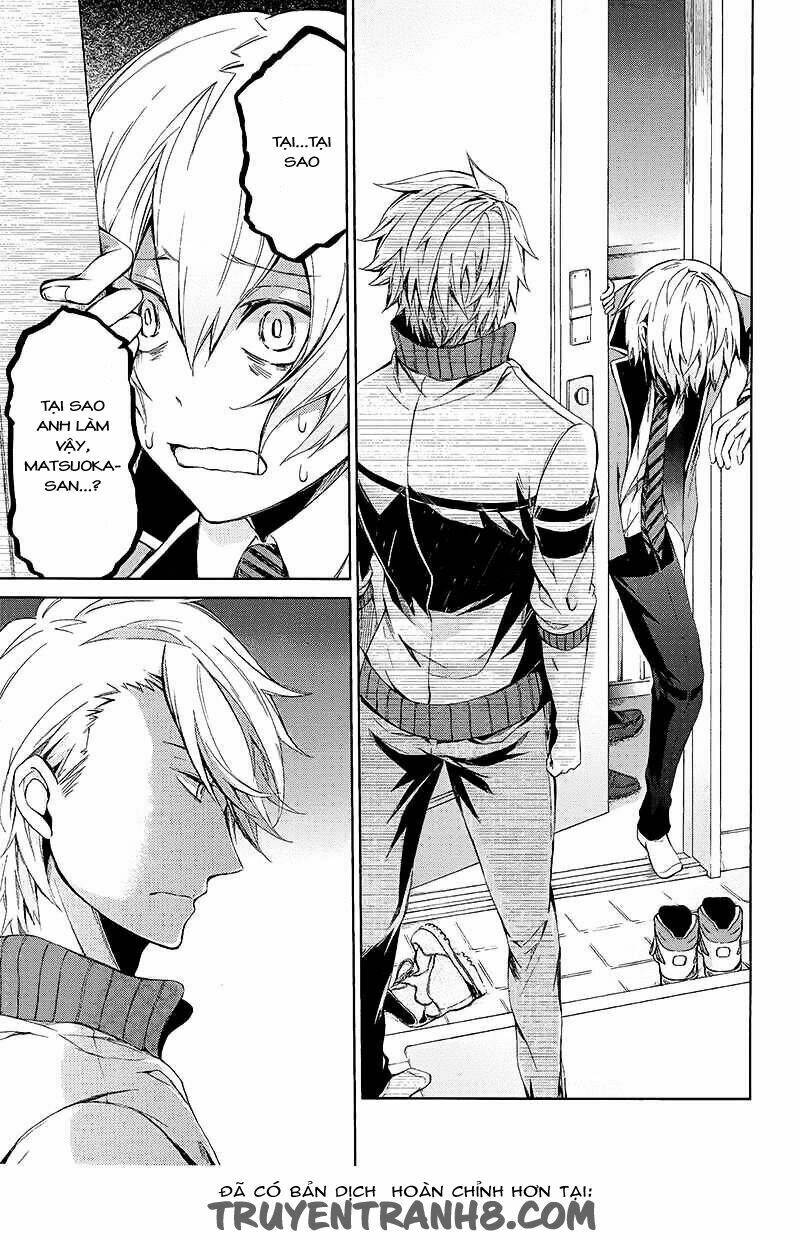 TẠI...TẠI
SAO
TẠI SAO
ANH LÀM
VẬY,
MATSUOKA-
SAN...?
ĐÃ CÓ BẢN DỊCH HOÀN CHỈNH HƠN TẠI:
TRUYENTRANH8.COM